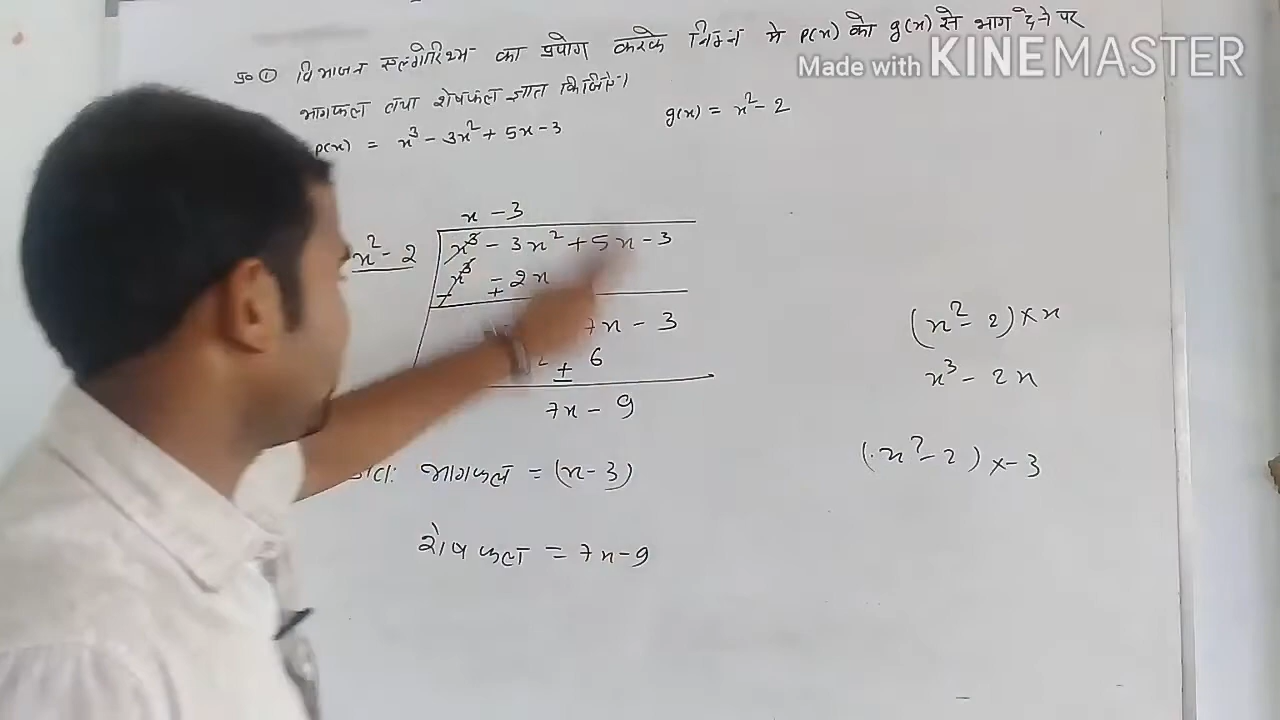 प्र० ① विभाजन एल्गोरिथ्म का प्रयोग करके निम्न मे p(x) को g(x) से भाग देने पर
भागफल तथा शेषफल ज्ञात किजिए।
p(x) = x³ - 3x² + 5x - 3 g(x) = x² - 2
x - 3
x² - 2 x³ - 3x² + 5x - 3
x³ - 2x
- +
7x - 3
² + 6
7x - 9
(x² - 2) × x
x³ - 2x
(x² - 2) × -3
अतः भागफल = (x - 3)
शेषफल = 7x - 9
Made with KINEMASTER